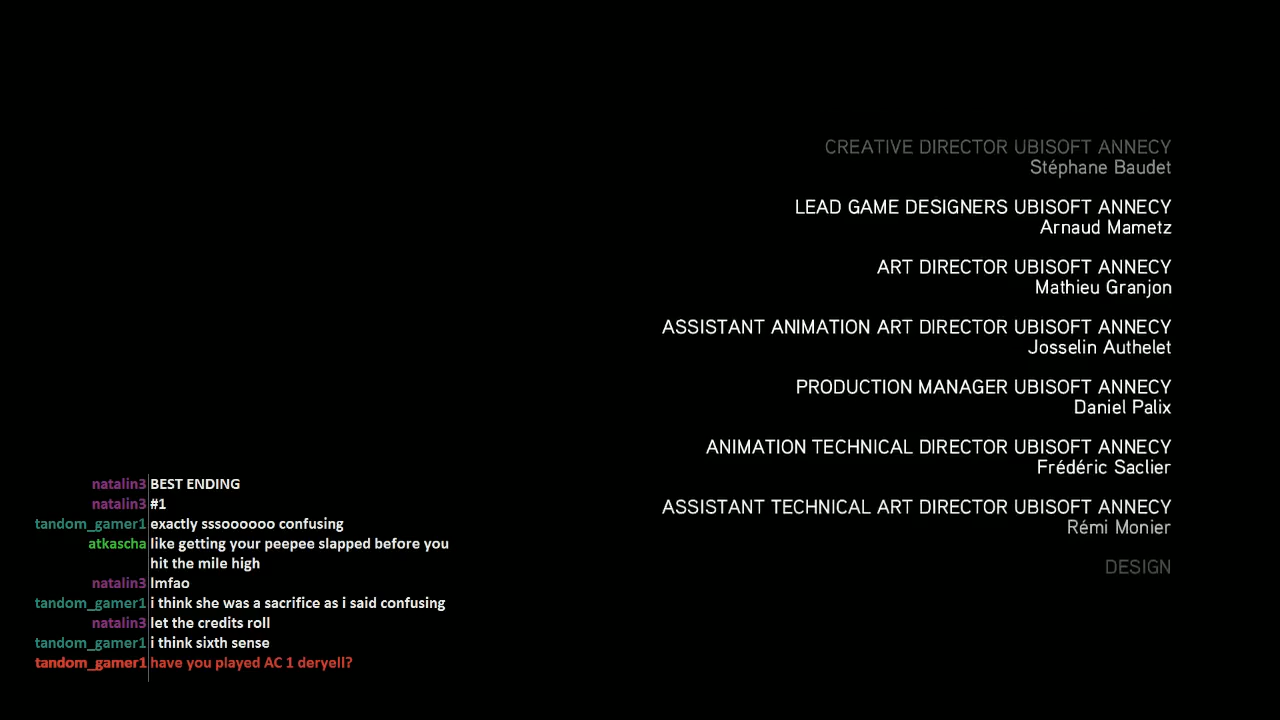 CREATIVE DIRECTOR UBISOFT ANNECY
Stéphane Baudet
LEAD GAME DESIGNERS UBISOFT ANNECY
Arnaud Mametz
ART DIRECTOR UBISOFT ANNECY
Mathieu Granjon
ASSISTANT ANIMATION ART DIRECTOR UBISOFT ANNECY
Josselin Authelet
PRODUCTION MANAGER UBISOFT ANNECY
Daniel Palix
ANIMATION TECHNICAL DIRECTOR UBISOFT ANNECY
Frédéric Saclier
ASSISTANT TECHNICAL ART DIRECTOR UBISOFT ANNECY
Rémi Monier
DESIGN
natalin3 BEST ENDING
natalin3 #1
tandom_gamer1 exactly sssoooooo confusing
atkascha like getting your peepee slapped before you
hit the mile high
natalin3 lmfao
tandom_gamer1 i think she was a sacrifice as i said confusing
natalin3 let the credits roll
tandom_gamer1 i think sixth sense
tandom_gamer1 have you played AC 1 deryell?